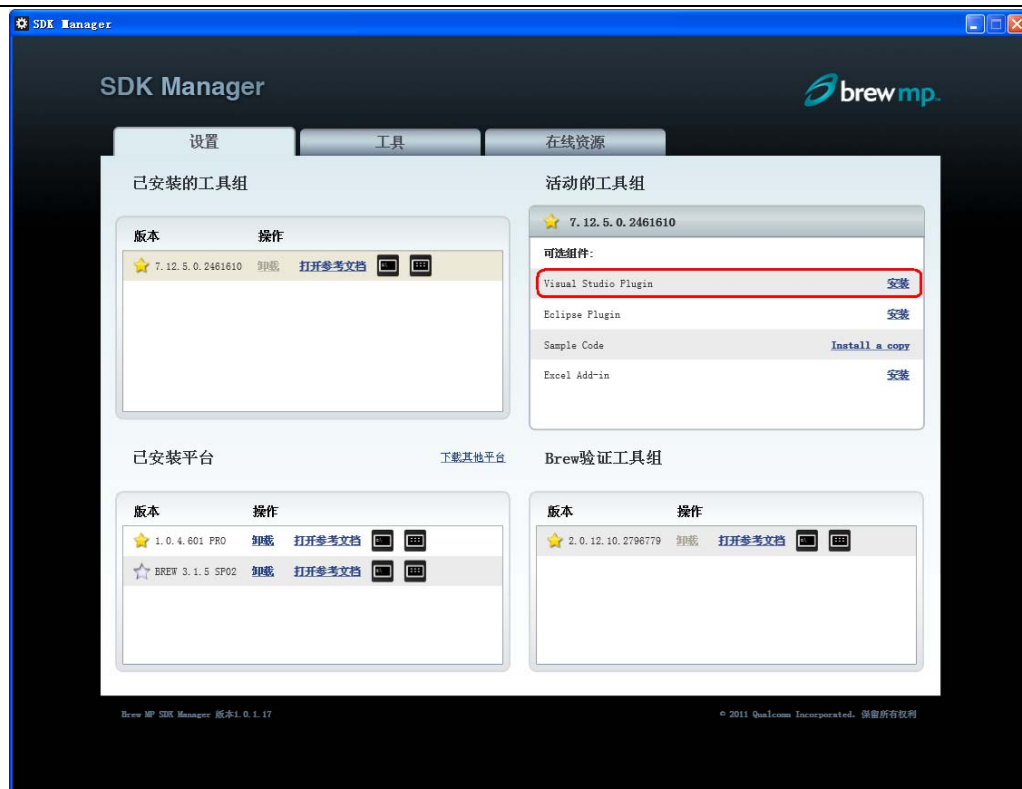 SDK Manager
SDK Manager
brew mp.
设置 工具 在线资源
已安装的工具组
版本 操作
7.12.5.0.2461610 卸载 打开参考文档
活动的工具组
7.12.5.0.2461610
可选组件:
Visual Studio Plugin 安装
Eclipse Plugin 安装
Sample Code Install a copy
Excel Add-in 安装
已安装平台 下载其他平台
版本 操作
1.0.4.601 PRO 卸载 打开参考文档
BREW 3.1.5 SP02 卸载 打开参考文档
Brew验证工具组
版本 操作
2.0.12.10.2796779 卸载 打开参考文档
Brew MP SDK Manager 版本1.0.1.17
© 2011 Qualcomm Incorporated. 保留所有权利